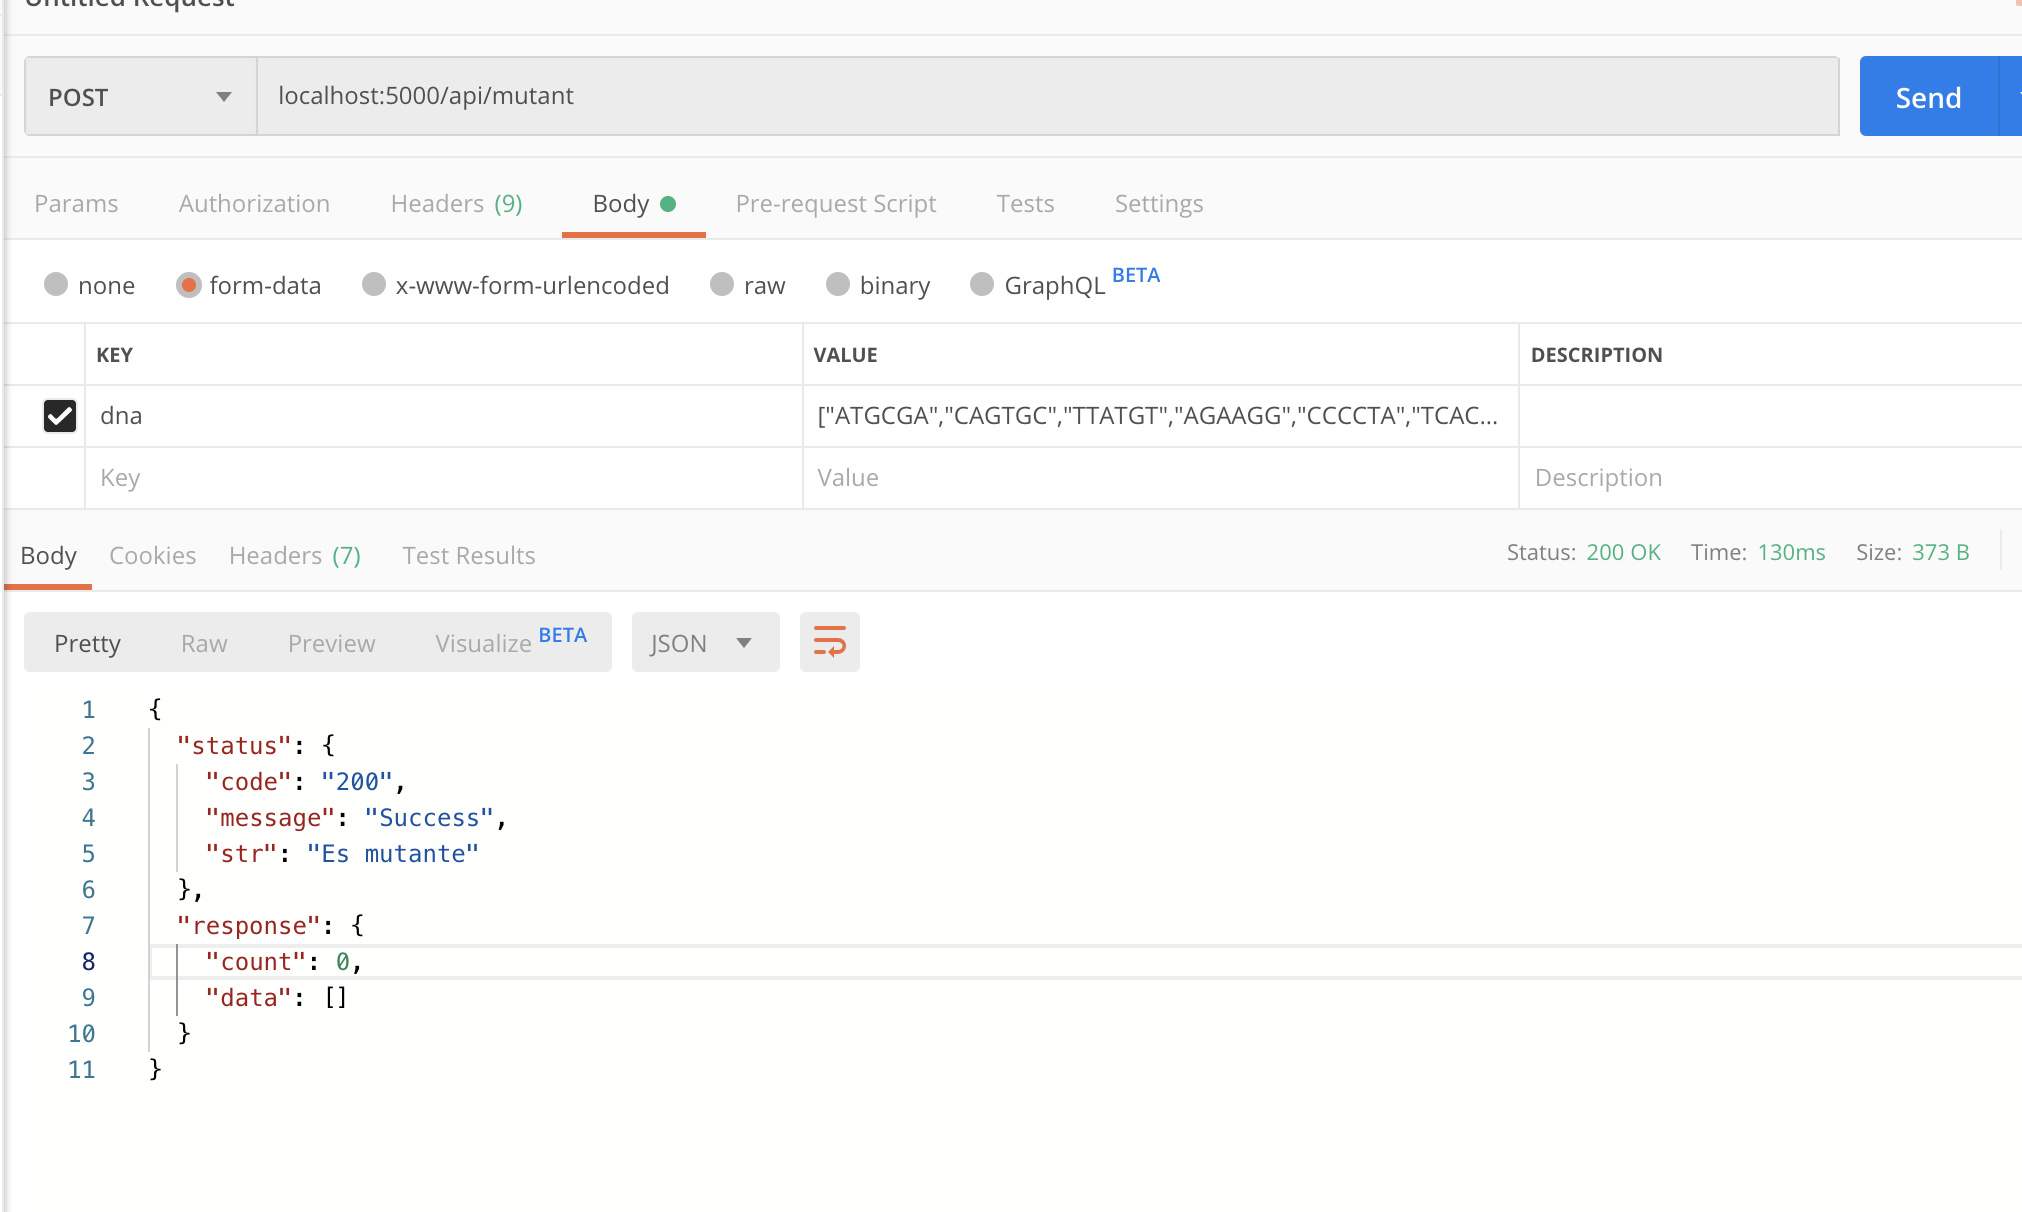 Untitled Request
POST localhost:5000/api/mutant Send
Params Authorization Headers (9) Body Pre-request Script Tests Settings
none form-data x-www-form-urlencoded raw binary GraphQL BETA
KEY VALUE DESCRIPTION
dna ["ATGCGA","CAGTGC","TTATGT","AGAAGG","CCCCTA","TCAC...
Key Value Description
Body Cookies Headers (7) Test Results Status: 200 OK Time: 130ms Size: 373 B
Pretty Raw Preview Visualize BETA JSON
1 {
2 "status": {
3 "code": "200",
4 "message": "Success",
5 "str": "Es mutante"
6 },
7 "response": {
8 "count": 0,
9 "data": []
10 }
11 }